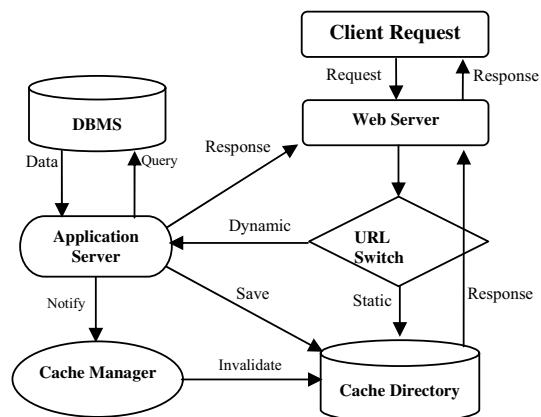 Client Request
Request
Response
Web Server
DBMS
Data
Query
Response
Dynamic
URL
Switch
Application
Server
Static
Response
Notify
Save
Cache Manager
Invalidate
Cache Directory